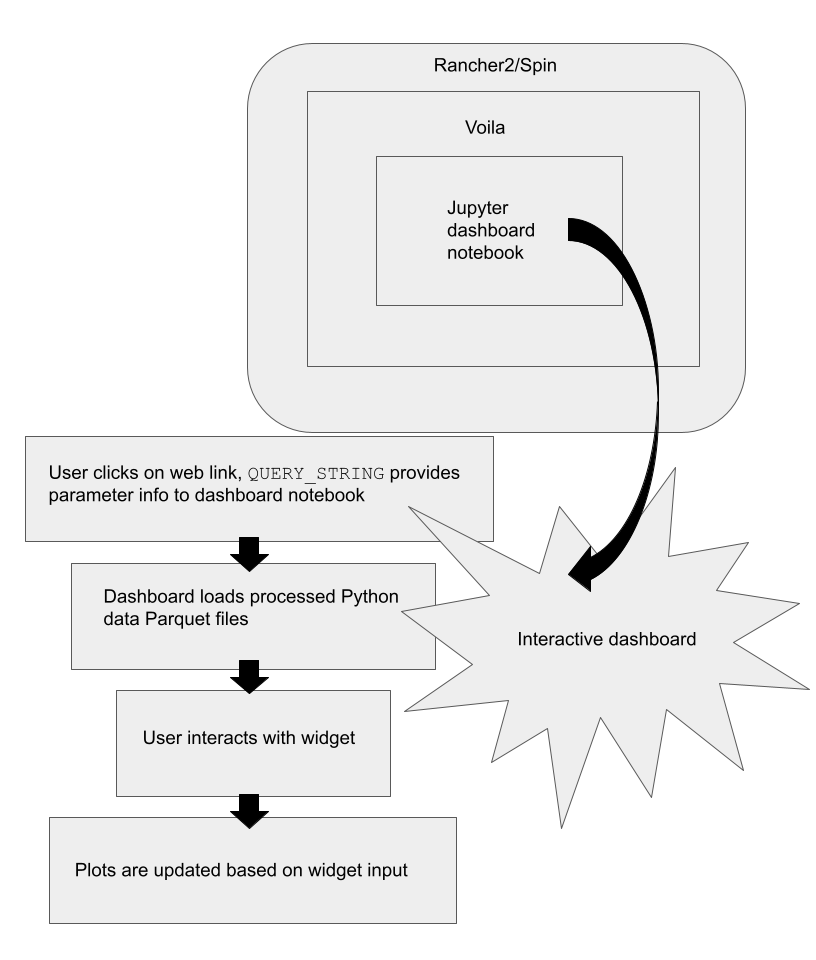 Rancher2/Spin
Voila
Jupyter
dashboard
notebook
User clicks on web link, QUERY_STRING provides
parameter info to dashboard notebook
Dashboard loads processed Python
data Parquet files
Interactive dashboard
User interacts with widget
Plots are updated based on widget input